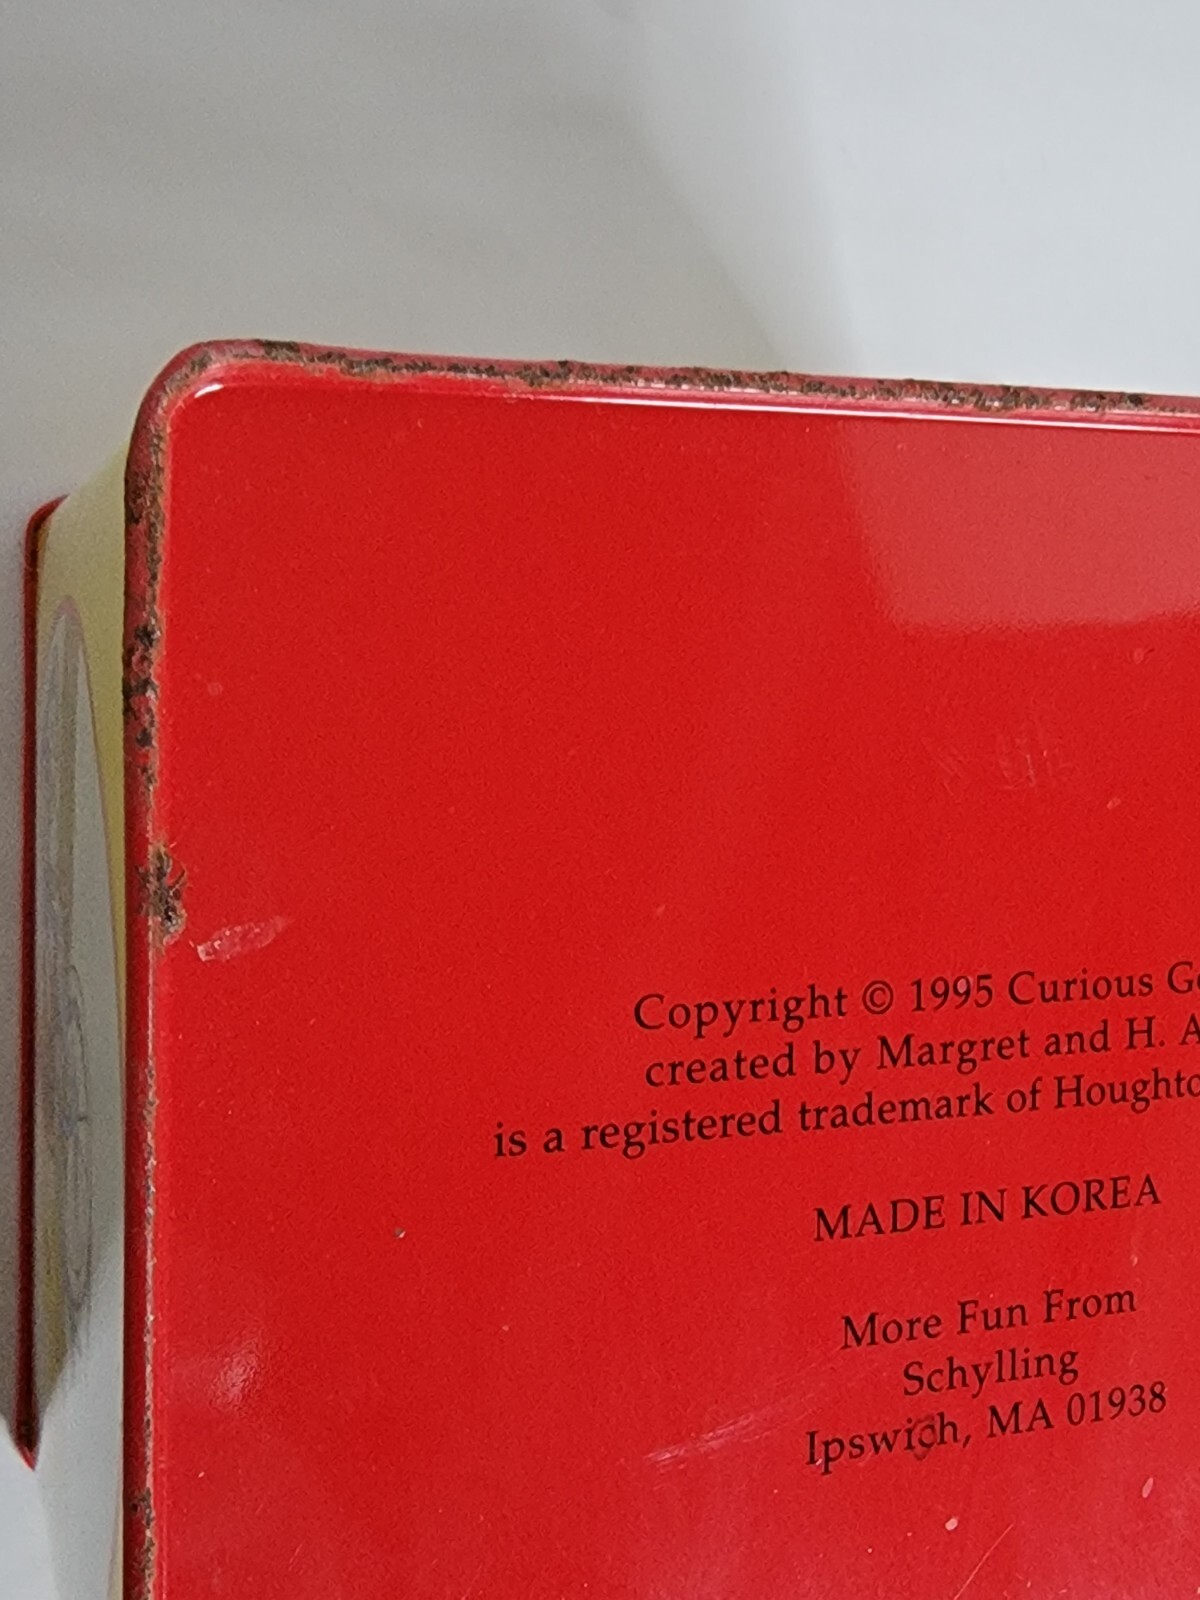 Copyright © 1995 Curious
created by Margret and H.
is a registered trademark of
MADE IN KOREA
More Fun From
Schylling
Ipswich, MA 01938